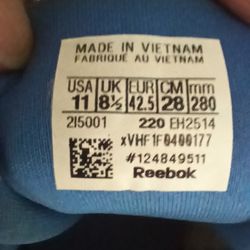 MADE IN VIETNAM
FABRIQUÉ AU VIETNAM
USA UK EUR CM mm
11 8½ 42.5 28 280
2I5001 220 EH2514
xVHF1F0400177
#124849511
Reebok